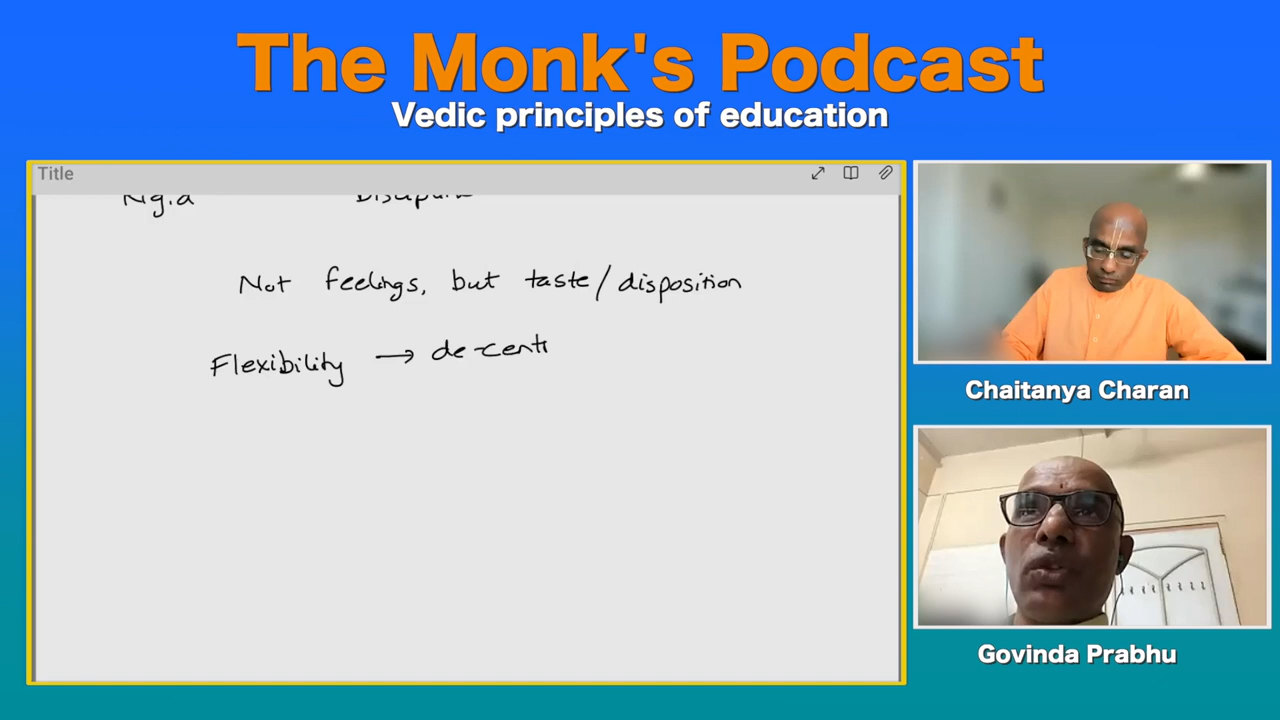 The Monk's Podcast
Vedic principles of education
Title
Not feelings, but taste/disposition
Flexibility → de-cent
Chaitanya Charan
Govinda Prabhu